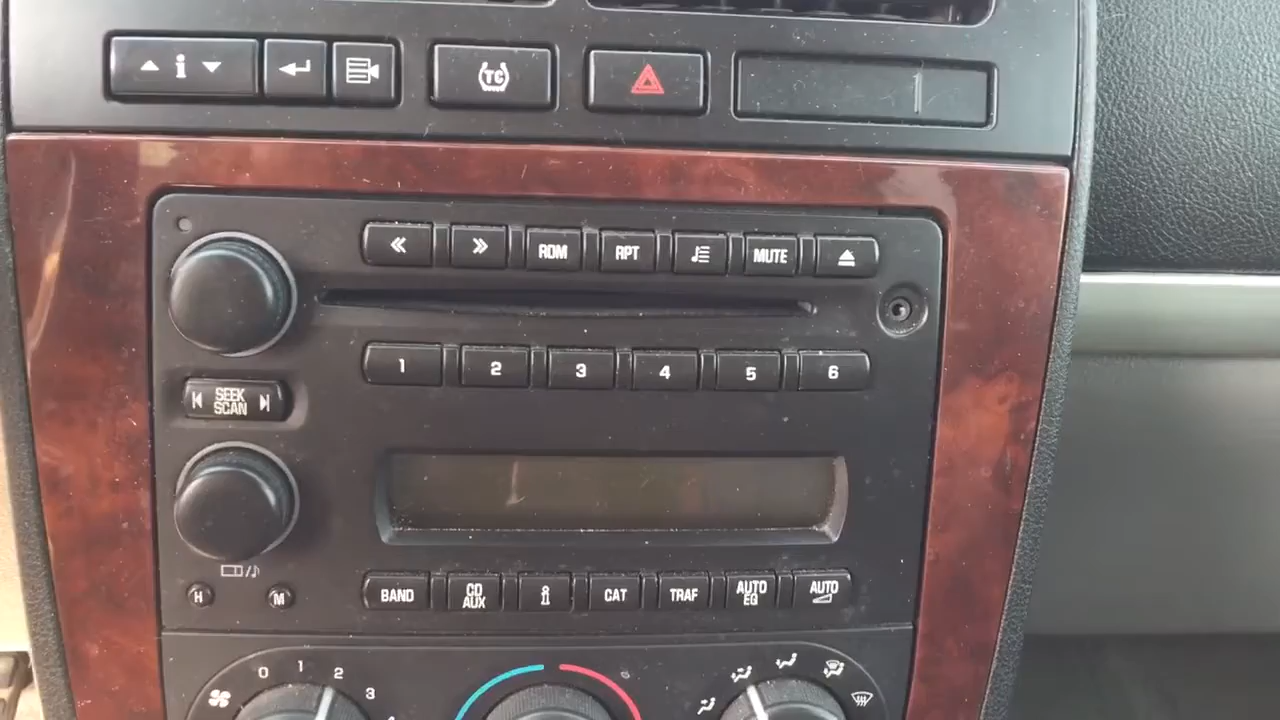 i
TC
RDM RPT MUTE
1 2 3 4 5 6
SEEK
SCAN
H M
BAND CD
AUX i CAT TRAF AUTO
EQ AUTO
0 1 2 3